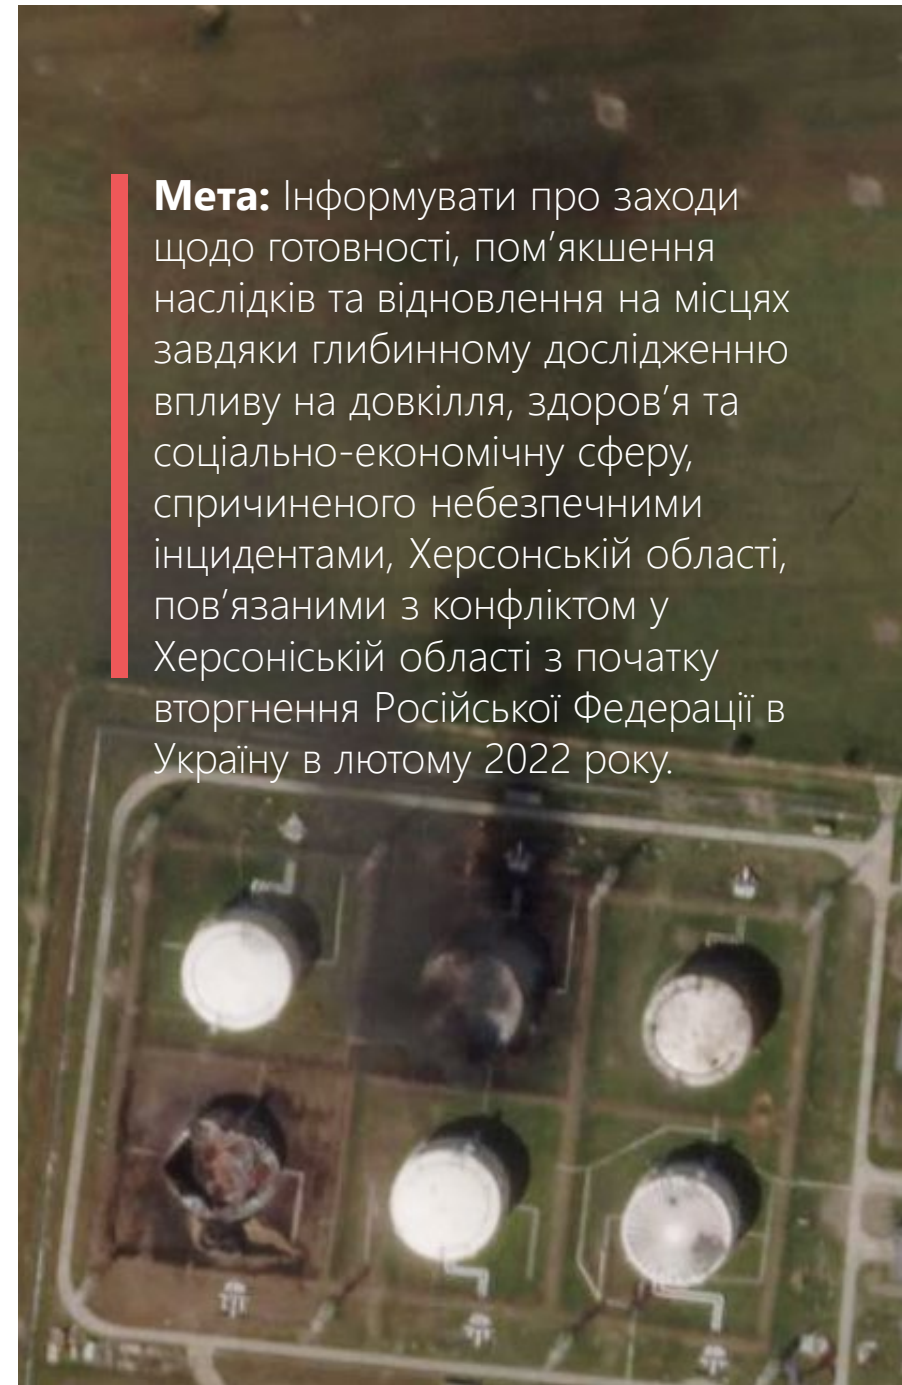 Мета: Інформувати про заходи
щодо готовності, пом’якшення
наслідків та відновлення на місцях
завдяки глибинному дослідженню
впливу на довкілля, здоров’я та
соціально-економічну сферу,
спричиненого небезпечними
інцидентами, Херсонській області,
пов’язаними з конфліктом у
Херсоніській області з початку
вторгнення Російської Федерації в
Україну в лютому 2022 року.